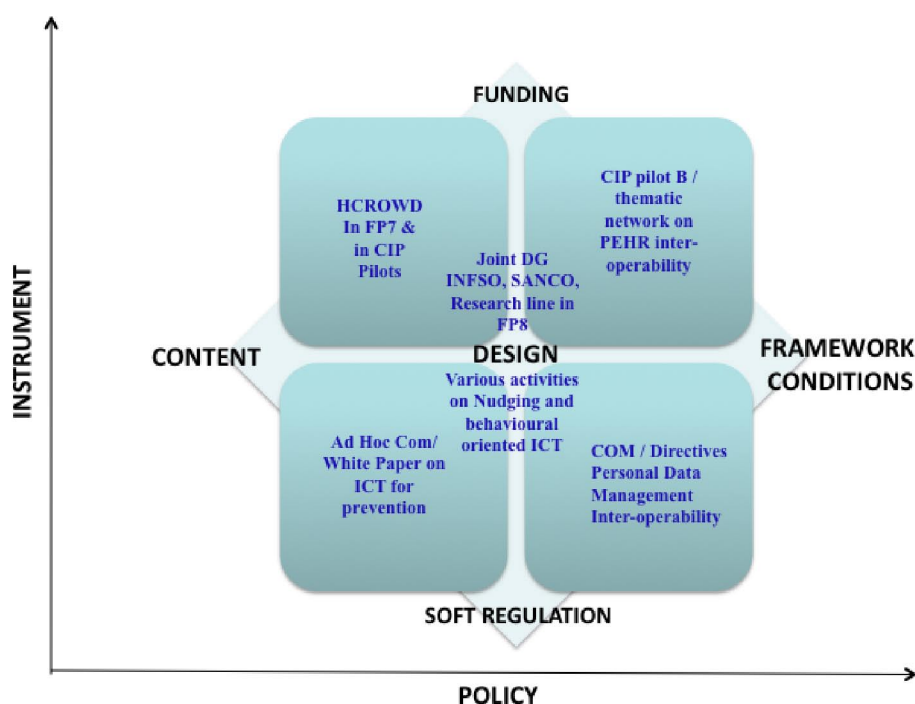 FUNDING
HCROWD
In FP7 &
in CIP
Pilots
CIP pilot B /
thematic
network on
PEHR inter-
operability
Joint DG
INFSO, SANCO,
Research line in
FP8
INSTRUMENT
CONTENT
DESIGN
FRAMEWORK
CONDITIONS
Various activities
on Nudging and
behavioural
oriented ICT
Ad Hoc Com/
White Paper on
ICT for
prevention
COM / Directives
Personal Data
Management
Inter-operability
SOFT REGULATION
POLICY